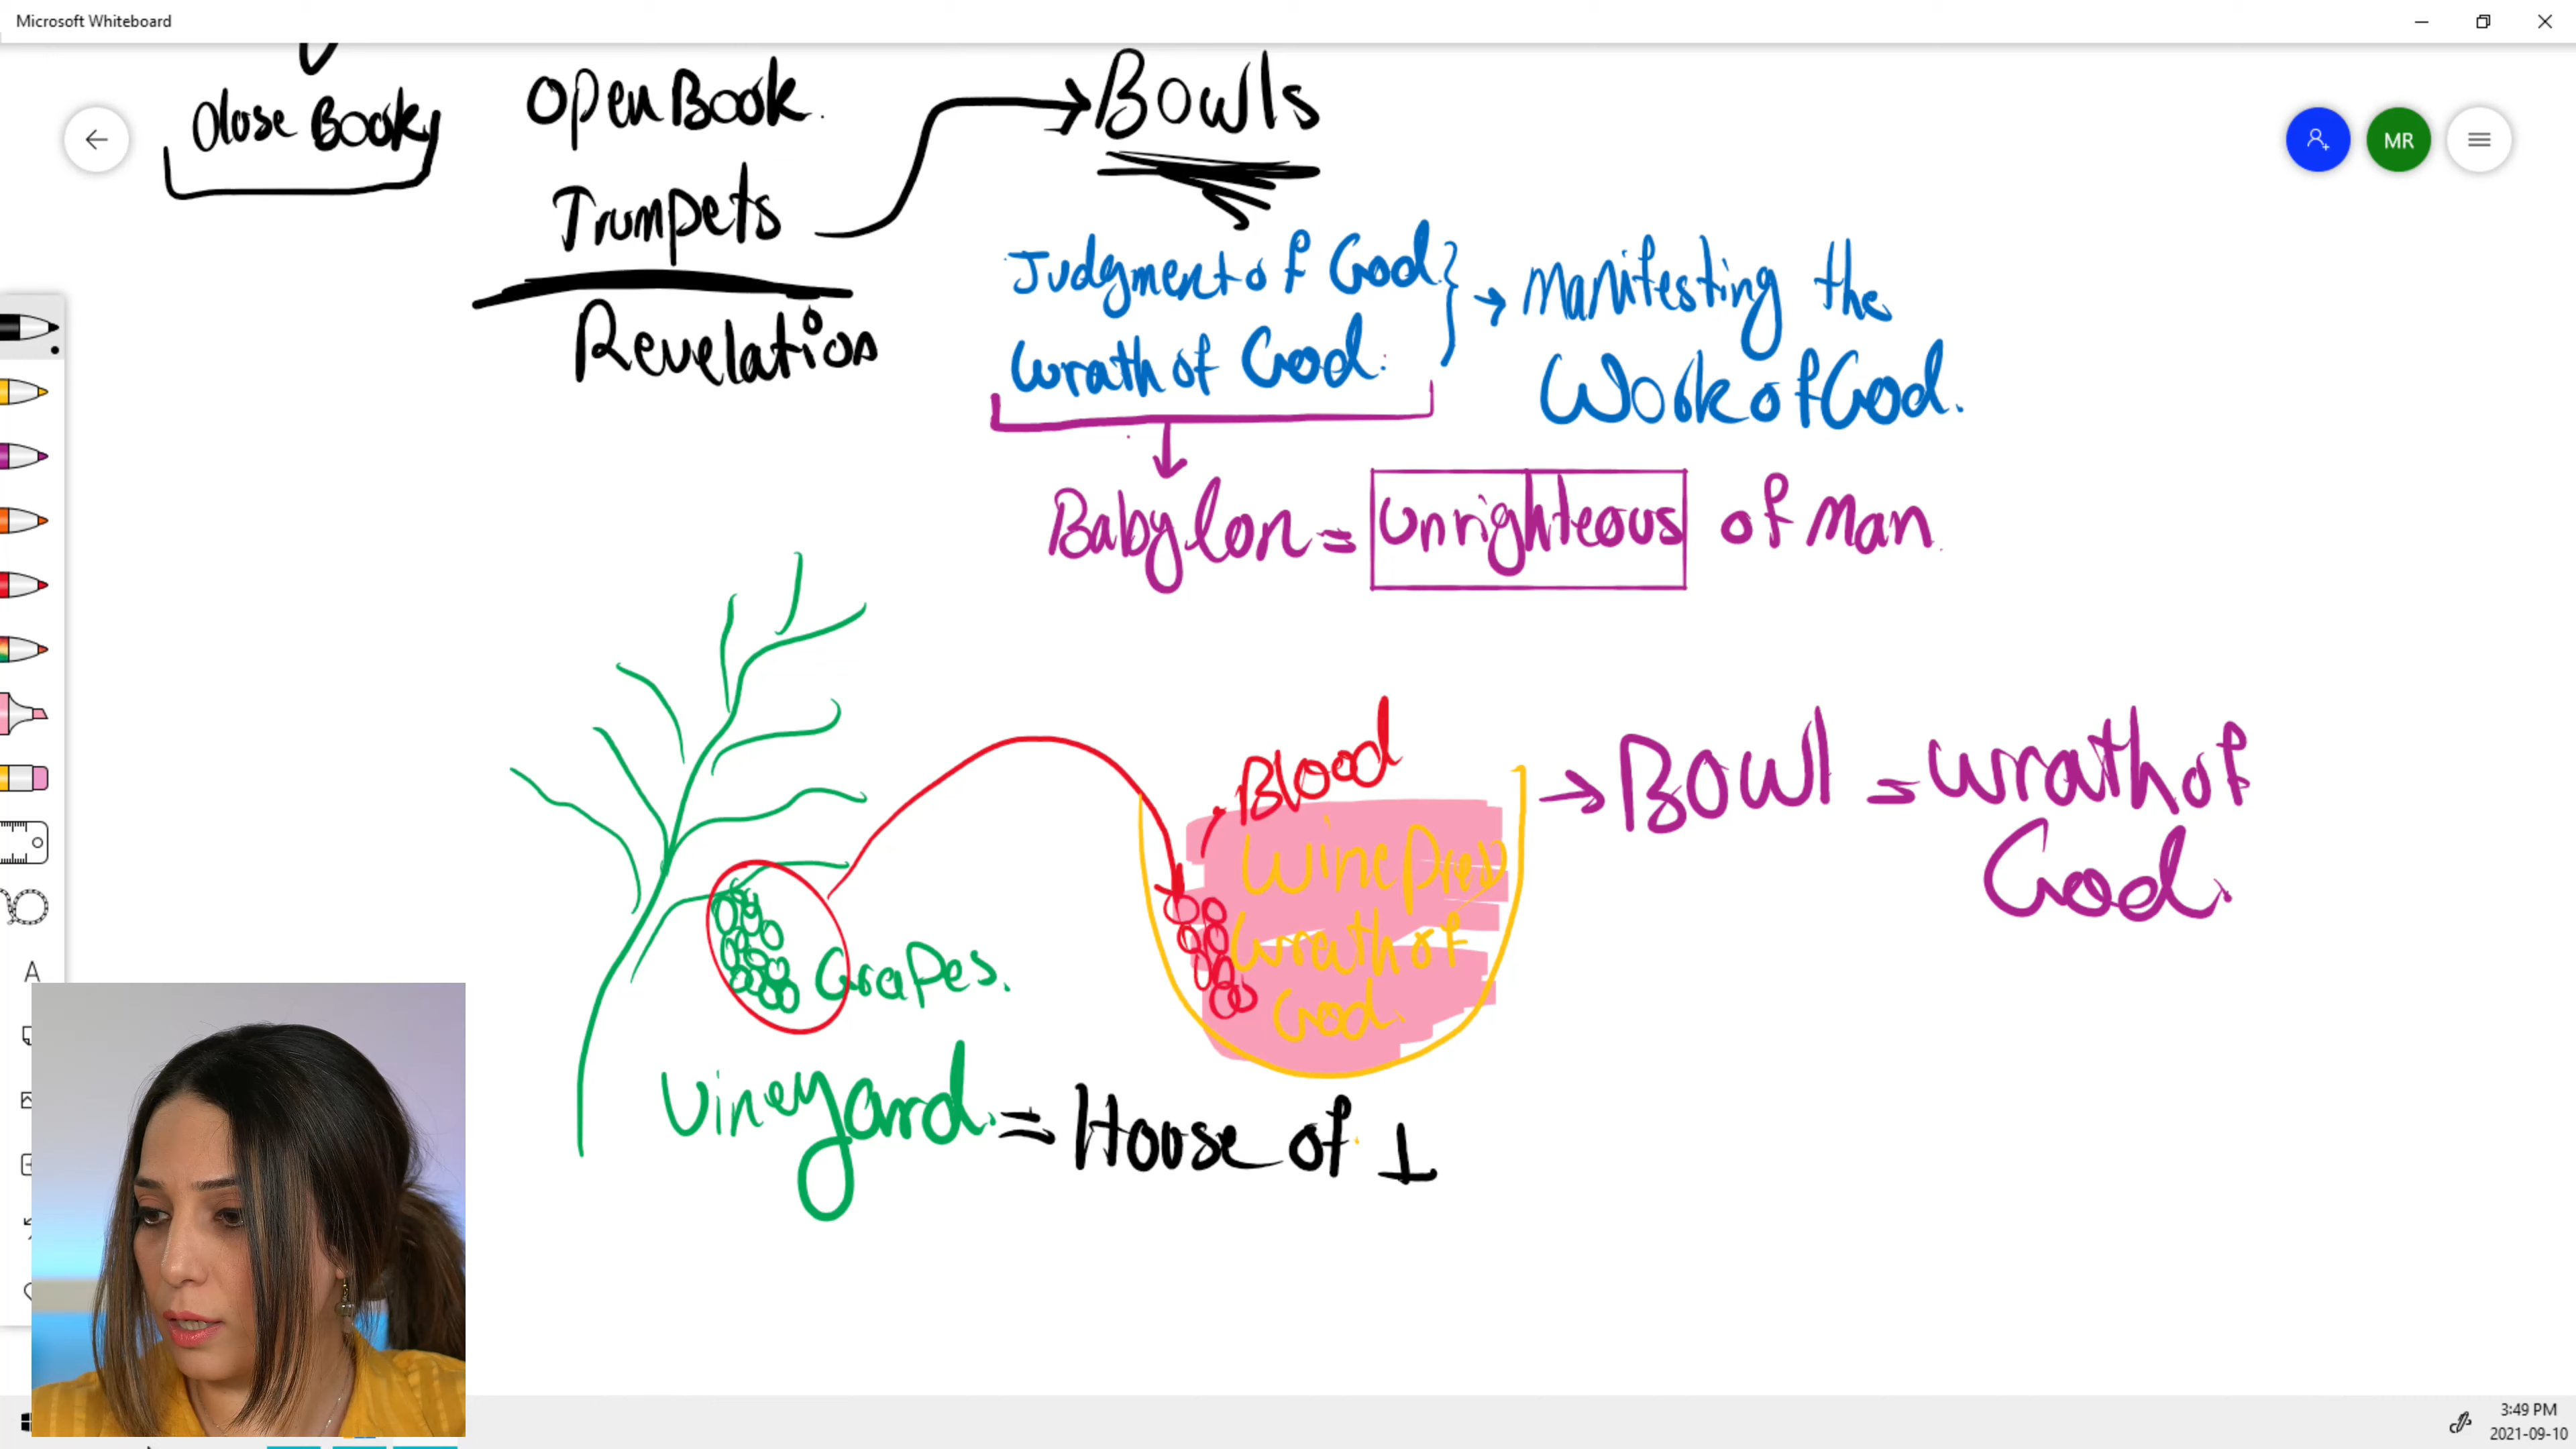 Microsoft Whiteboard
close Book
Open Book.
Trumpets
Revelation
Bowls
MR
Judgment of God
wrath of God.
Manifesting the
Work of God.
Babylon = unrighteous of Man.
Blood
Wine Press
wrath of
God.
Bowl = wrath of
God.
Grapes.
Vineyard. = House of I
A
3:49 PM
2021-09-10